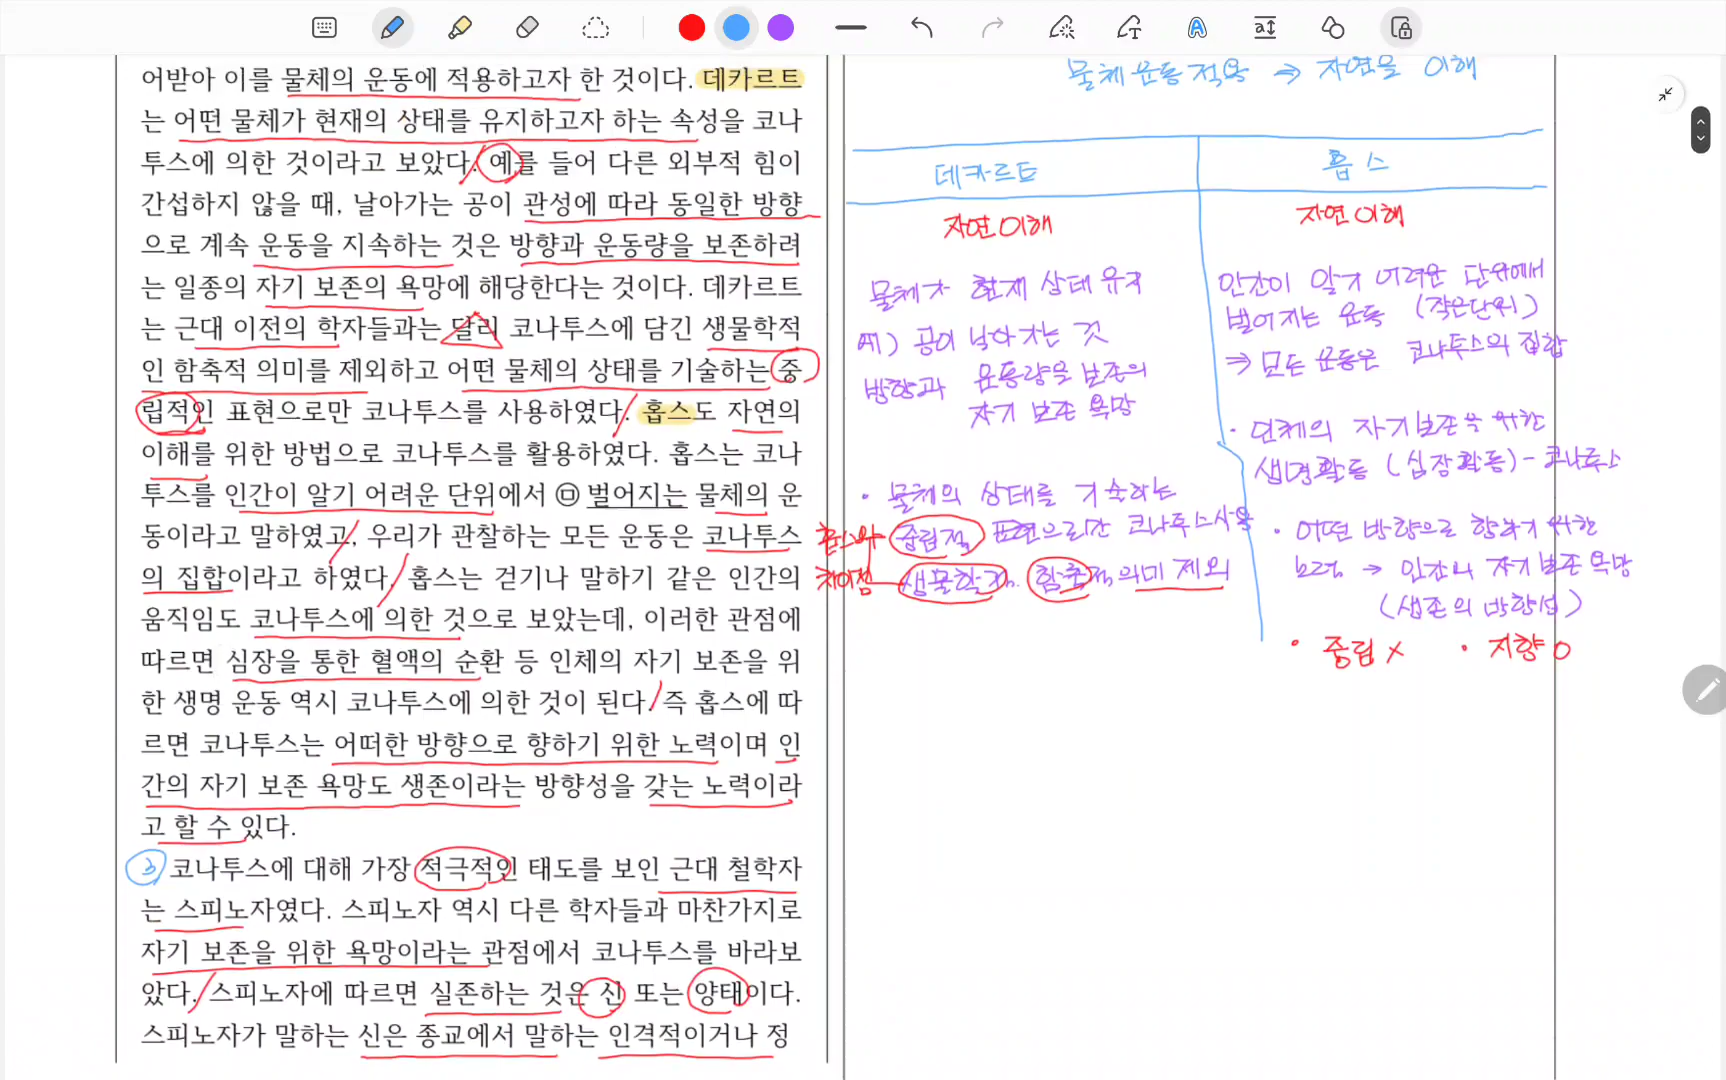 어받아 이를 물체의 운동에 적용하고자 한 것이다. 데카르트
는 어떤 물체가 현재의 상태를 유지하고자 하는 속성을 코나
투스에 의한 것이라고 보았다. 예를 들어 다른 외부적 힘이
간섭하지 않을 때, 날아가는 공이 관성에 따라 동일한 방향
으로 계속 운동을 지속하는 것은 방향과 운동량을 보존하려
는 일종의 자기 보존의 욕망에 해당한다는 것이다. 데카르트
는 근대 이전의 학자들과는 달리 코나투스에 담긴 생물학적
인 함축적 의미를 제외하고 어떤 물체의 상태를 기술하는 중
립적인 표현으로만 코나투스를 사용하였다. 홉스도 자연의
이해를 위한 방법으로 코나투스를 활용하였다. 홉스는 코나
투스를 인간이 알기 어려운 단위에서 ㉤ 벌어지는 물체의 운
동이라고 말하였고, 우리가 관찰하는 모든 운동은 코나투스
의 집합이라고 하였다. 홉스는 걷기나 말하기 같은 인간의
움직임도 코나투스에 의한 것으로 보았는데, 이러한 관점에
따르면 심장을 통한 혈액의 순환 등 인체의 자기 보존을 위
한 생명 운동 역시 코나투스에 의한 것이 된다. 즉 홉스에 따
르면 코나투스는 어떠한 방향으로 향하기 위한 노력이며 인
간의 자기 보존 욕망도 생존이라는 방향성을 갖는 노력이라
고 할 수 있다.
3 코나투스에 대해 가장 적극적인 태도를 보인 근대 철학자
는 스피노자였다. 스피노자 역시 다른 학자들과 마찬가지로
자기 보존을 위한 욕망이라는 관점에서 코나투스를 바라보
았다. 스피노자에 따르면 실존하는 것은 신 또는 양태이다.
스피노자가 말하는 신은 종교에서 말하는 인격적이거나 정
물체 운동 적용 ⇒ 자연을 이해
데카르트
자연 이해
물체가 현재 상태 유지
예) 공이 날아가는 것
방향과 운동량을 보존의
자기 보존 욕망
· 물체의 상태를 기술하는
홉스와 중립적 표현으로만 코나투스 사용
차이점 생물학적 함축적 의미 제외
홉스
자연 이해
인간이 알기 어려운 단위에서
벌어지는 운동 (작은단위)
⇒ 모든 운동은 코나투스의 집합
· 인체의 자기보존을 위한
생명활동 (심장 활동) - 코나투스
· 어떤 방향으로 향하기 위한
노력 → 인간의 자기 보존 욕망
(생존의 방향성)
· 중립 X · 지향 O